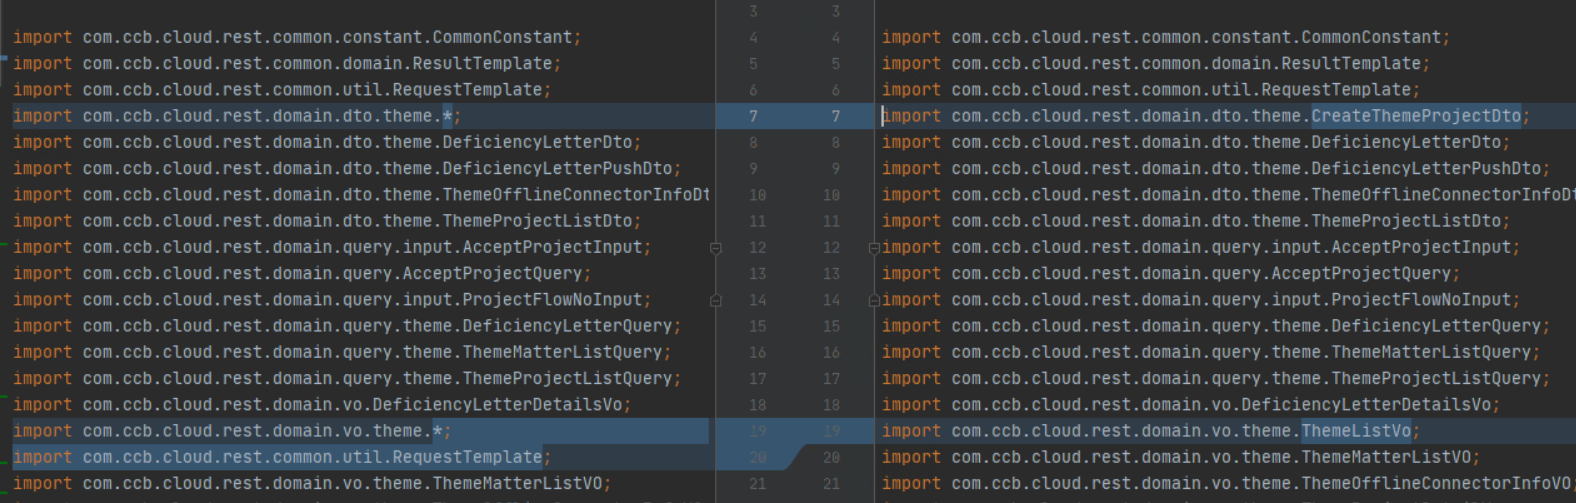 3 3
import com.ccb.cloud.rest.common.constant.CommonConstant; 4 4 import com.ccb.cloud.rest.common.constant.CommonConstant;
import com.ccb.cloud.rest.common.domain.ResultTemplate; 5 5 import com.ccb.cloud.rest.common.domain.ResultTemplate;
import com.ccb.cloud.rest.common.util.RequestTemplate; 6 6 import com.ccb.cloud.rest.common.util.RequestTemplate;
import com.ccb.cloud.rest.domain.dto.theme.*; 7 7 import com.ccb.cloud.rest.domain.dto.theme.CreateThemeProjectDto;
import com.ccb.cloud.rest.domain.dto.theme.DeficiencyLetterDto; 8 8 import com.ccb.cloud.rest.domain.dto.theme.DeficiencyLetterDto;
import com.ccb.cloud.rest.domain.dto.theme.DeficiencyLetterPushDto; 9 9 import com.ccb.cloud.rest.domain.dto.theme.DeficiencyLetterPushDto;
import com.ccb.cloud.rest.domain.dto.theme.ThemeOfflineConnectorInfoDt 10 10 import com.ccb.cloud.rest.domain.dto.theme.ThemeOfflineConnectorInfoDt
import com.ccb.cloud.rest.domain.dto.theme.ThemeProjectListDto; 11 11 import com.ccb.cloud.rest.domain.dto.theme.ThemeProjectListDto;
import com.ccb.cloud.rest.domain.query.input.AcceptProjectInput; 12 12 import com.ccb.cloud.rest.domain.query.input.AcceptProjectInput;
import com.ccb.cloud.rest.domain.query.AcceptProjectQuery; 13 13 import com.ccb.cloud.rest.domain.query.AcceptProjectQuery;
import com.ccb.cloud.rest.domain.query.input.ProjectFlowNoInput; 14 14 import com.ccb.cloud.rest.domain.query.input.ProjectFlowNoInput;
import com.ccb.cloud.rest.domain.query.theme.DeficiencyLetterQuery; 15 15 import com.ccb.cloud.rest.domain.query.theme.DeficiencyLetterQuery;
import com.ccb.cloud.rest.domain.query.theme.ThemeMatterListQuery; 16 16 import com.ccb.cloud.rest.domain.query.theme.ThemeMatterListQuery;
import com.ccb.cloud.rest.domain.query.theme.ThemeProjectListQuery; 17 17 import com.ccb.cloud.rest.domain.query.theme.ThemeProjectListQuery;
import com.ccb.cloud.rest.domain.vo.DeficiencyLetterDetailsVo; 18 18 import com.ccb.cloud.rest.domain.vo.DeficiencyLetterDetailsVo;
import com.ccb.cloud.rest.domain.vo.theme.*; 19 19 import com.ccb.cloud.rest.domain.vo.theme.ThemeListVo;
import com.ccb.cloud.rest.common.util.RequestTemplate; 20 20 import com.ccb.cloud.rest.domain.vo.theme.ThemeMatterListVO;
import com.ccb.cloud.rest.domain.vo.theme.ThemeMatterListVO; 21 21 import com.ccb.cloud.rest.domain.vo.theme.ThemeOfflineConnectorInfoVO;